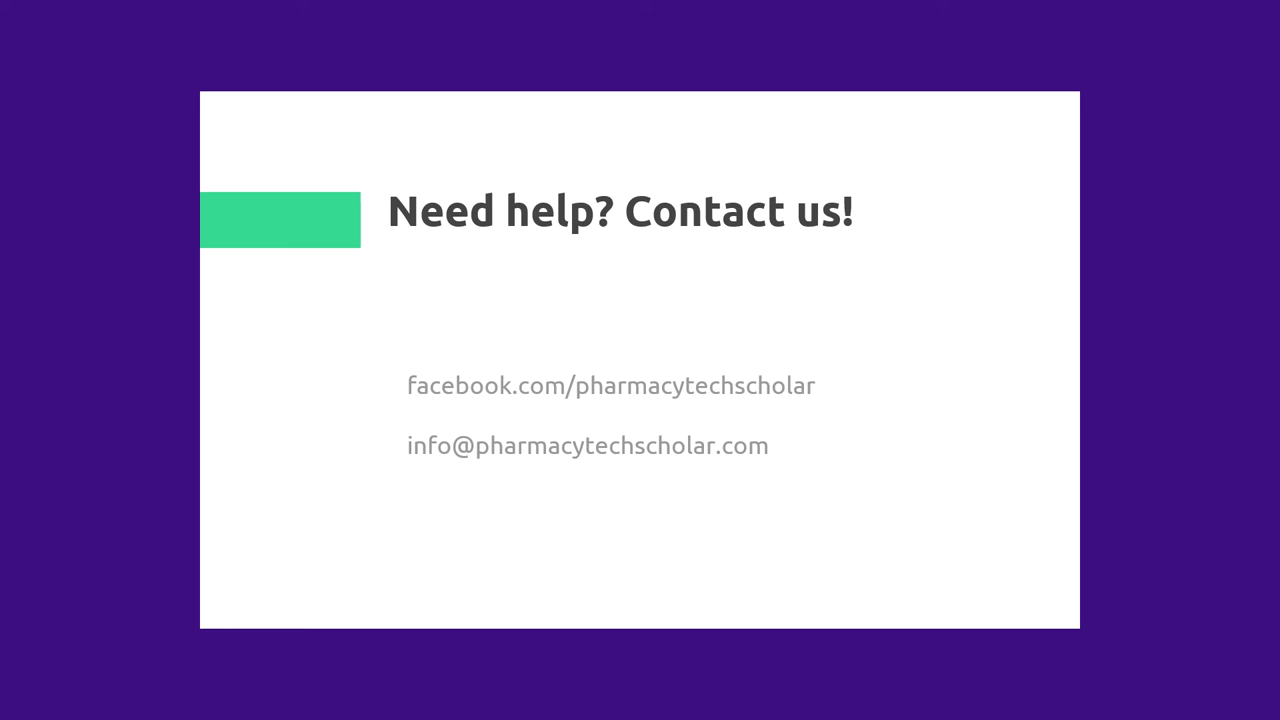 Need help? Contact us!
facebook.com/pharmacytechscholar
info@pharmacytechscholar.com